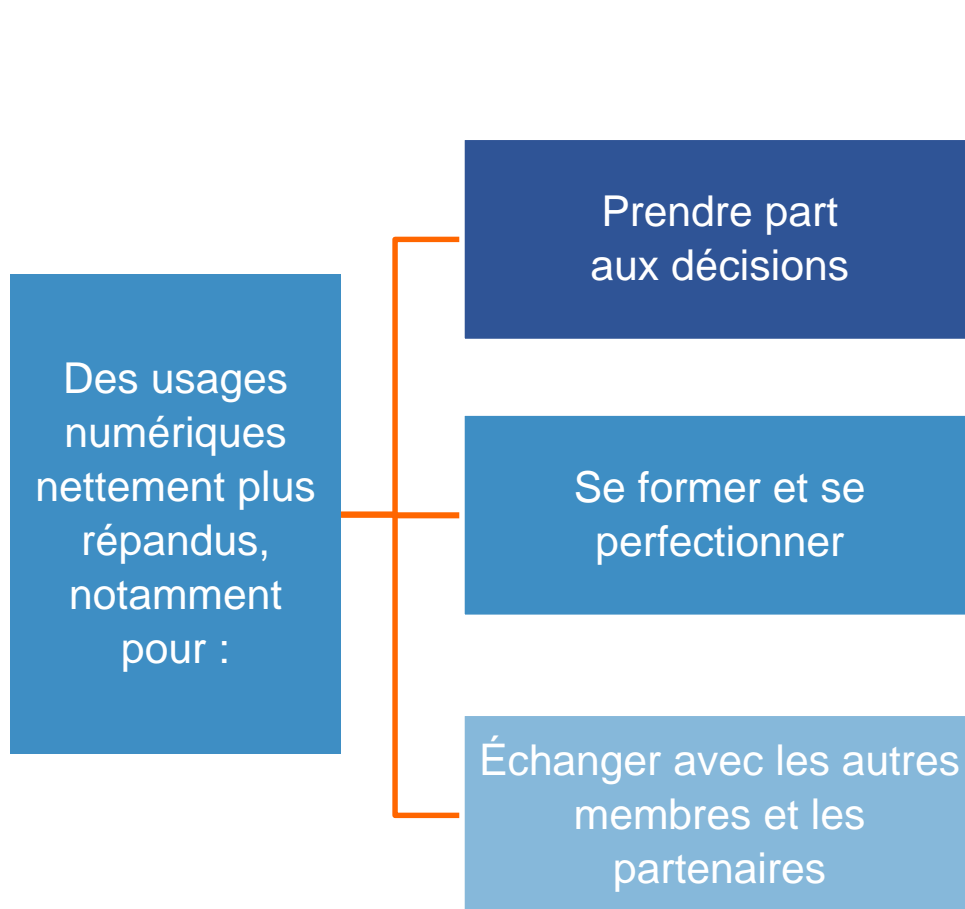 Des usages
numériques
nettement plus
répandus,
notamment
pour :
Prendre part
aux décisions
Se former et se
perfectionner
Échanger avec les autres
membres et les
partenaires